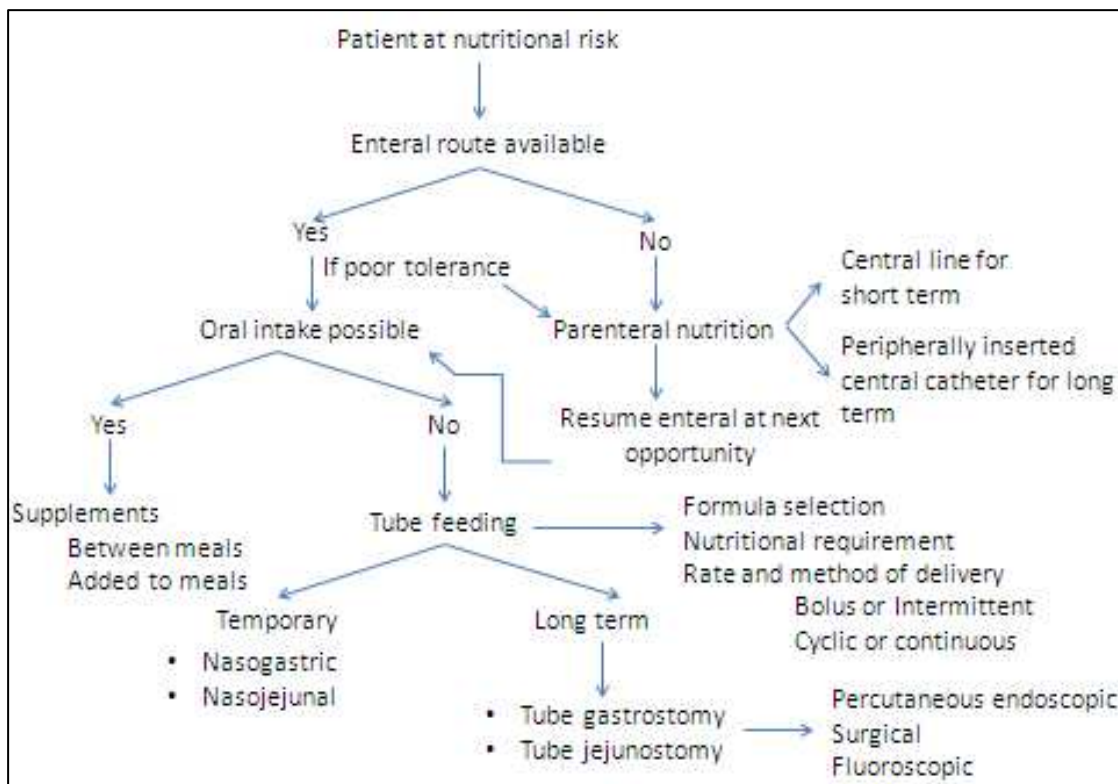 Patient at nutritional risk
Enteral route available
Yes
No
If poor tolerance
Central line for
short term
Oral intake possible
Parenteral nutrition
Peripherally inserted
central catheter for long
term
Yes
No
Resume enteral at next
opportunity
Supplements
Between meals
Added to meals
Tube feeding
Formula selection
Nutritional requirement
Rate and method of delivery
Bolus or Intermittent
Cyclic or continuous
Temporary
• Nasogastric
• Nasojejunal
Long term
• Tube gastrostomy
• Tube jejunostomy
Percutaneous endoscopic
Surgical
Fluoroscopic